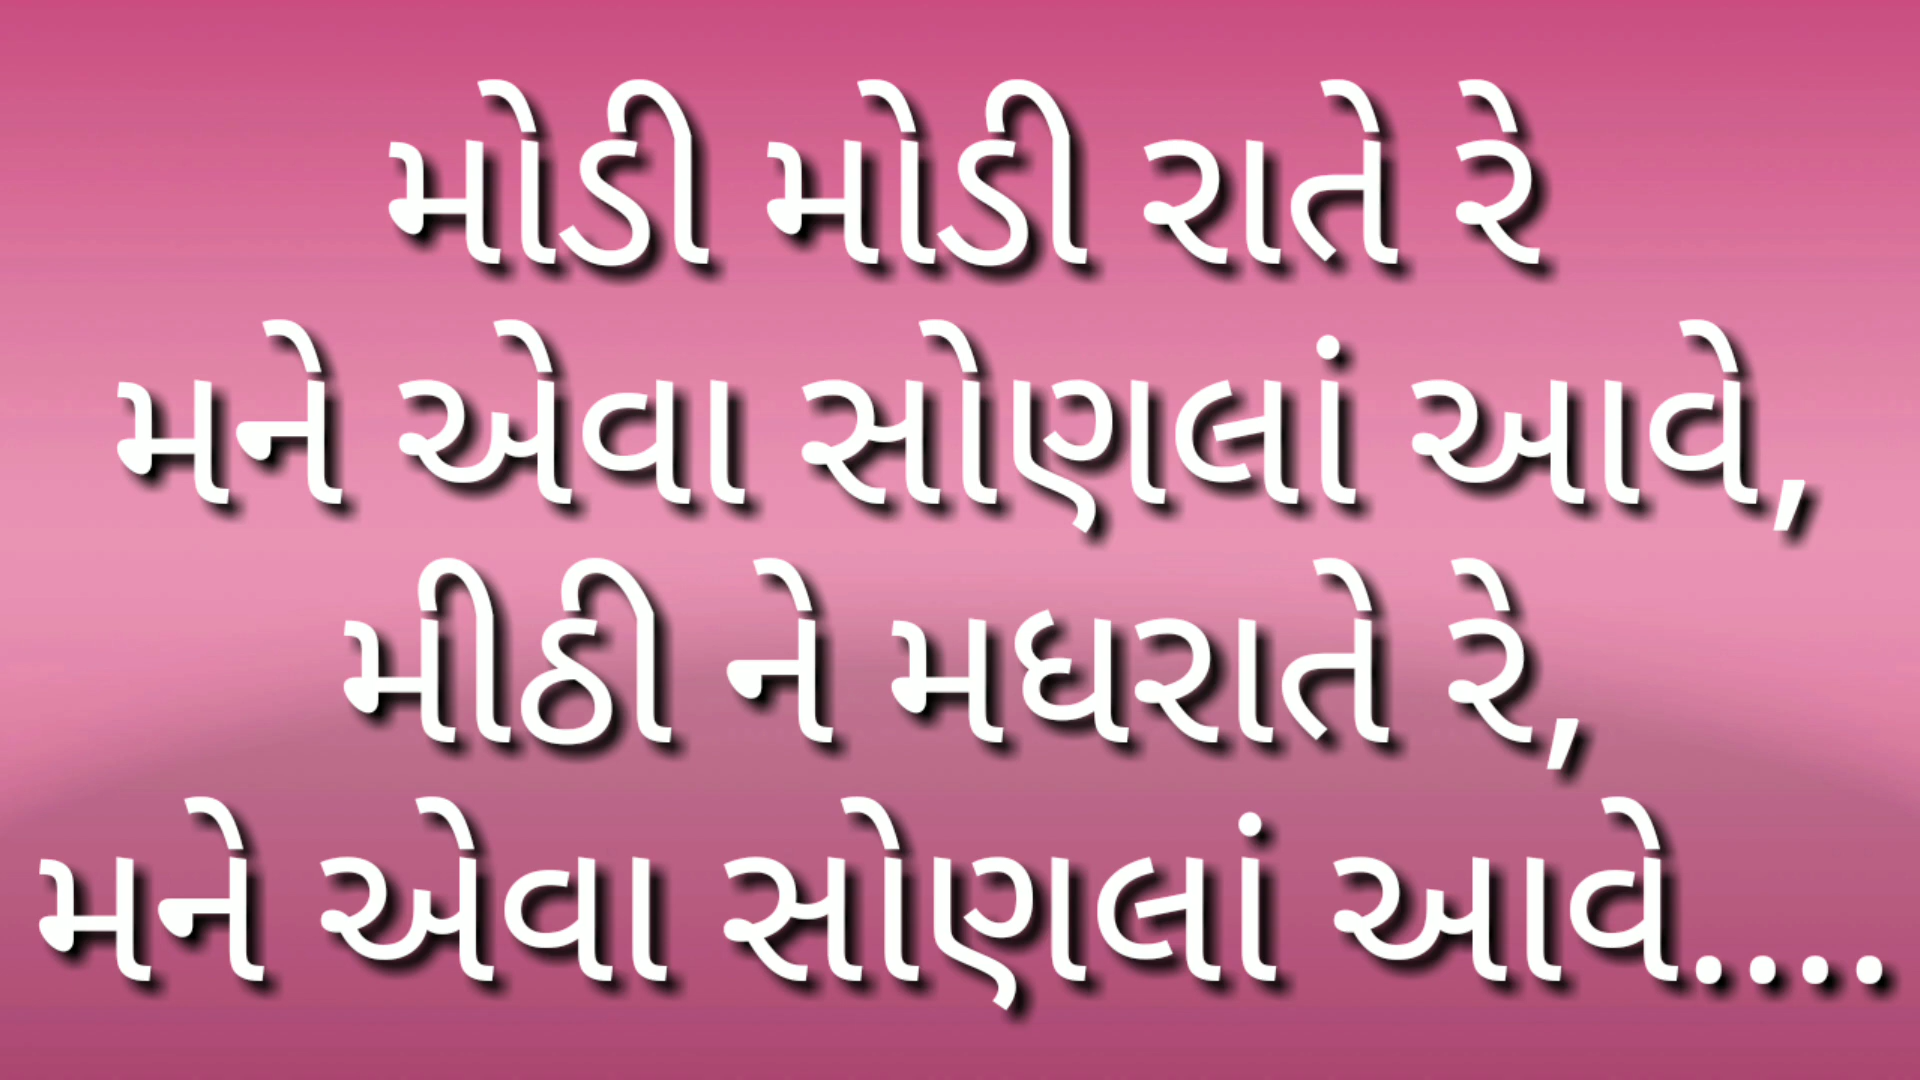 મોડી મોડી રાતે રે
મને એવા સોણલાં આવે,
મીઠી ને મધરાતે રે,
મને એવા સોણલાં આવે....